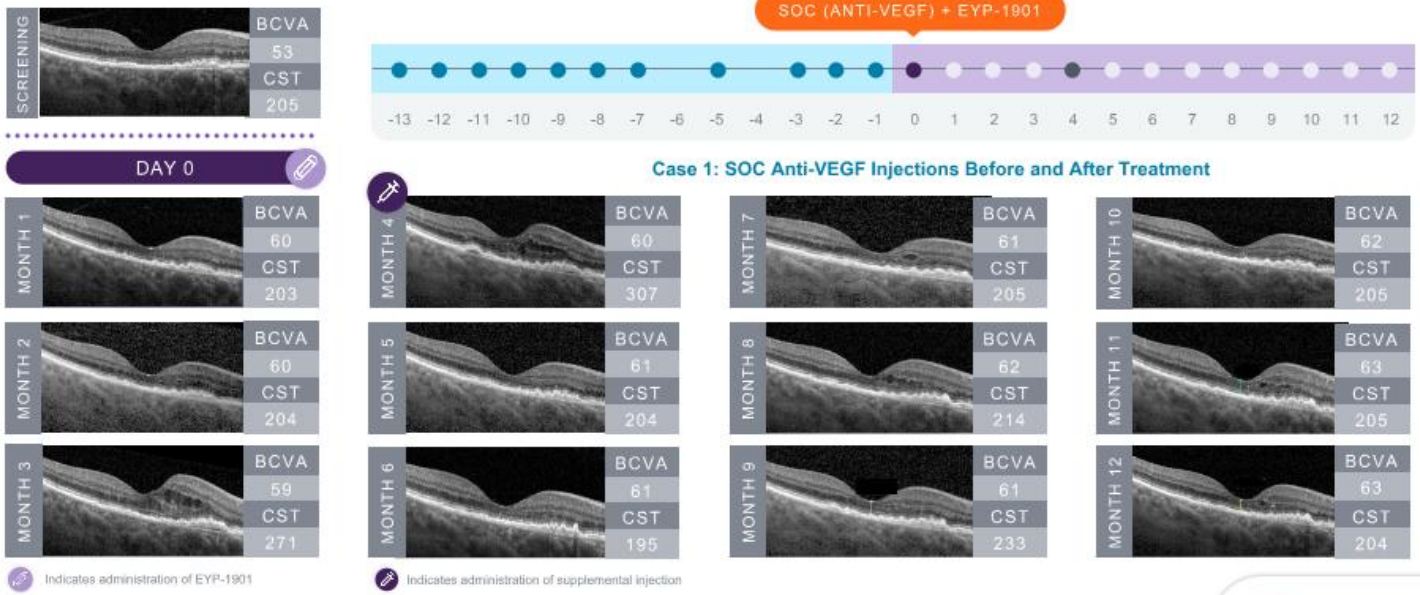 SOC (ANTI-VEGF) + EYP-1901
SCREENING
BCVA
53
CST
205
-13 -12 -11 -10 -9 -8 -7 -6 -5 -4 -3 -2 -1 0 1 2 3 4 5 6 7 8 9 10 11 12
DAY 0
Case 1: SOC Anti-VEGF Injections Before and After Treatment
MONTH 1
BCVA
60
CST
203
MONTH 2
BCVA
60
CST
204
MONTH 3
BCVA
59
CST
271
MONTH 4
BCVA
60
CST
307
MONTH 5
BCVA
61
CST
204
MONTH 6
BCVA
61
CST
195
MONTH 7
BCVA
61
CST
205
MONTH 8
BCVA
62
CST
214
MONTH 9
BCVA
61
CST
233
MONTH 10
BCVA
62
CST
205
MONTH 11
BCVA
63
CST
205
MONTH 12
BCVA
63
CST
204
Indicates administration of EYP-1901
Indicates administration of supplemental injection